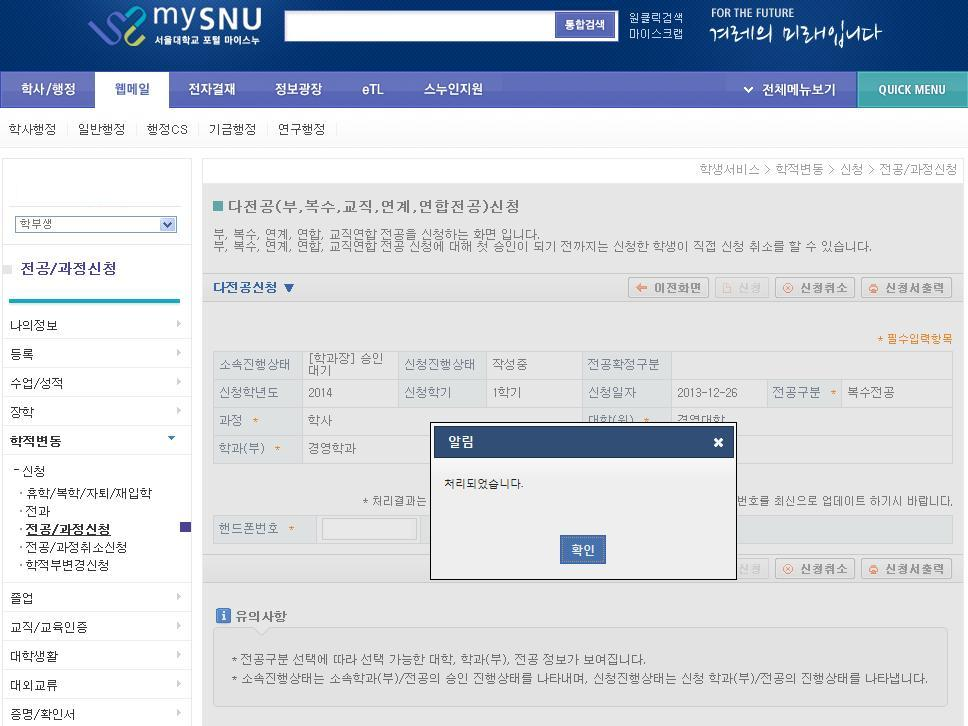 mySNU
서울대학교 포털 마이스누
통합검색
원클릭검색
마이스크랩
FOR THE FUTURE
겨레의 미래입니다
학사/행정 웹메일 전자결재 정보광장 eTL 스누인지원 전체메뉴보기 QUICK MENU
학사행정 일반행정 행정CS 기금행정 연구행정
학생서비스 > 학적변동 > 신청 > 전공/과정신청
학부생
전공/과정신청
나의정보
등록
수업/성적
장학
학적변동
- 신청
· 휴학/복학/자퇴/재입학
· 전과
· 전공/과정신청
· 전공/과정취소신청
· 학적부변경신청
졸업
교직/교육인증
대학생활
대외교류
증명/확인서
다전공(부,복수,교직,연계,연합전공)신청
부, 복수, 연계, 연합, 교직연합 전공을 신청하는 화면 입니다.
부, 복수, 연계, 연합, 교직연합 전공 신청에 대해 첫 승인이 되기 전까지는 신청한 학생이 직접 신청 취소를 할 수 있습니다.
다전공신청 ▼ 이전화면 신청 신청취소 신청서출력
* 필수입력항목
소속진행상태 [학과장] 승인대기 신청진행상태 작성중 전공확정구분
신청학년도 2014 신청학기 1학기 신청일자 2013-12-26 전공구분 * 복수전공
과정 * 학사 대학(원) * 경영대학
학과(부) * 경영학과
알림
처리되었습니다.
확인
* 처리결과는 번호를 최신으로 업데이트 하기시 바랍니다.
핸드폰번호 *
신청 신청취소 신청서출력
유의사항
* 전공구분 선택에 따라 선택 가능한 대학, 학과(부), 전공 정보가 보여집니다.
* 소속진행상태는 소속학과(부)/전공의 승인 진행상태를 나타내며, 신청진행상태는 신청 학과(부)/전공의 진행상태를 나타냅니다.